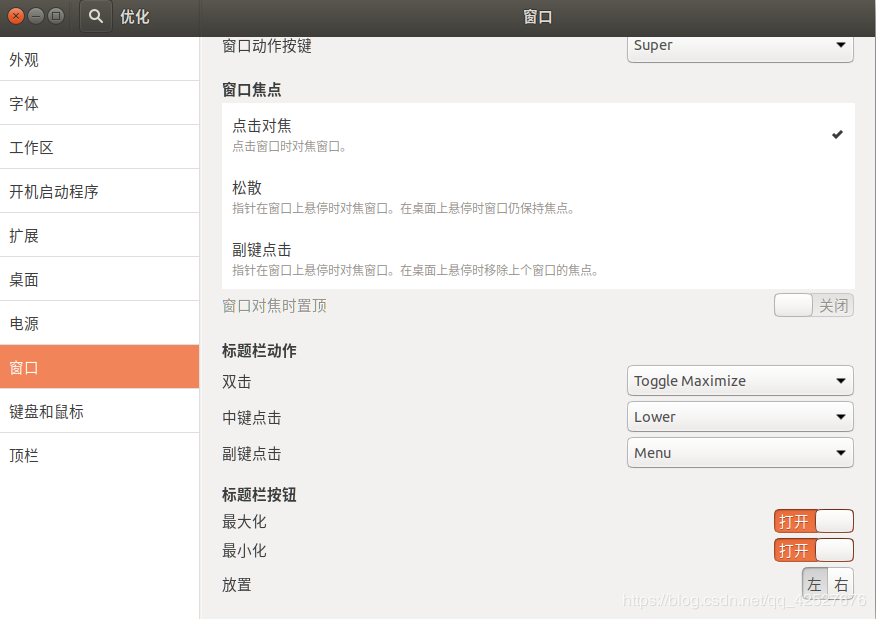 优化
窗口
外观
字体
工作区
开机启动程序
扩展
桌面
电源
窗口
键盘和鼠标
顶栏
窗口动作按键 Super
窗口焦点
点击对焦
点击窗口时对焦窗口。
松散
指针在窗口上悬停时对焦窗口。在桌面上悬停时窗口仍保持焦点。
副键点击
指针在窗口上悬停时对焦窗口。在桌面上悬停时移除上个窗口的焦点。
窗口对焦时置顶 关闭
标题栏动作
双击 Toggle Maximize
中键点击 Lower
副键点击 Menu
标题栏按钮
最大化 打开
最小化 打开
放置 左 右
https://blog.csdn.net/qq_42527676